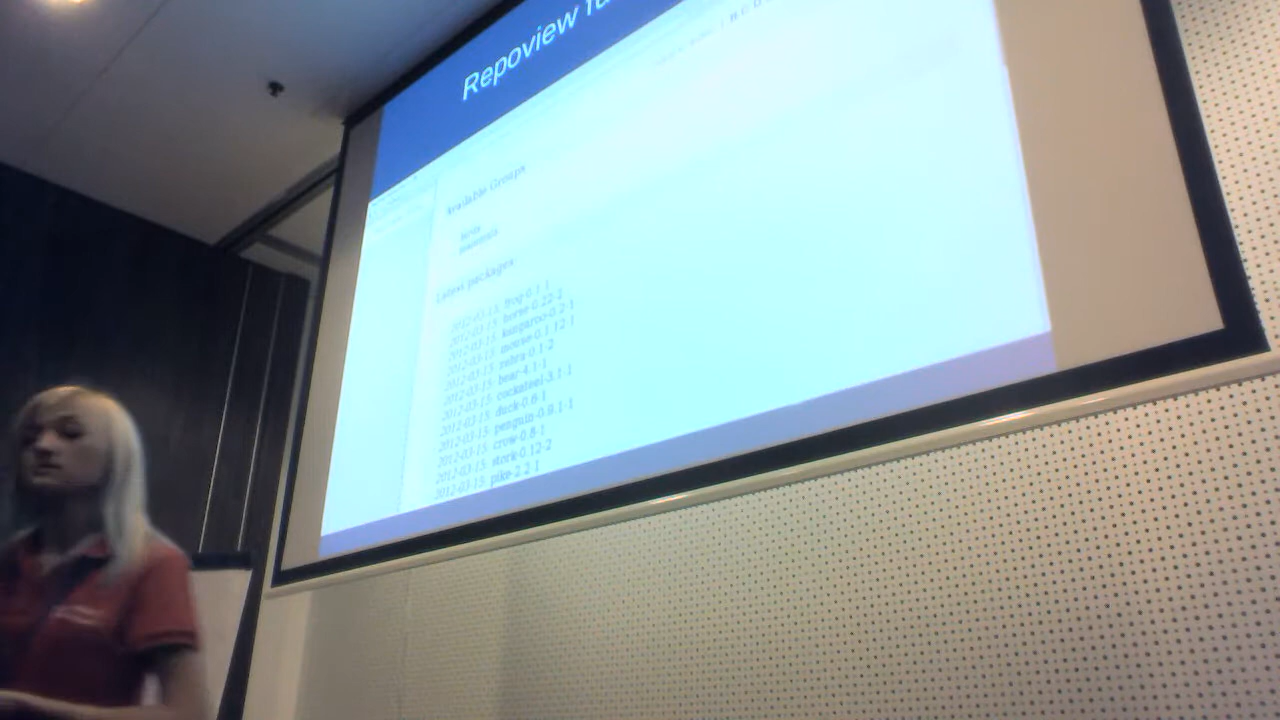 Repoview fu
Available Groups
birds
mammals
Latest packages
2012-03-15: frog-0.1-1
2012-03-15: horse-0.22-2
2012-03-15: kangaroo-0.2-1
2012-03-15: mouse-0.1.12-1
2012-03-15: zebra-0.1-2
2012-03-15: bear-4.1-1
2012-03-15: cockateel-3.1-1
2012-03-15: duck-0.6-1
2012-03-15: penguin-0.9.1-1
2012-03-15: crow-0.8-1
2012-03-15: stork-0.12-2
2012-03-15: pike-2.2-1